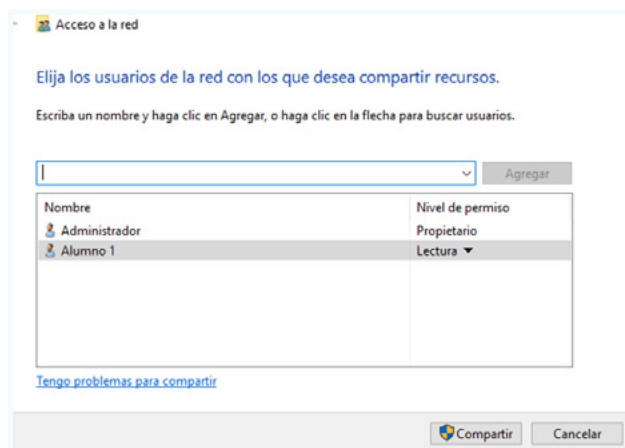 Acceso a la red
Elija los usuarios de la red con los que desea compartir recursos.
Escriba un nombre y haga clic en Agregar, o haga clic en la flecha para buscar usuarios.
Agregar
Nombre Nivel de permiso
Administrador Propietario
Alumno 1 Lectura
Tengo problemas para compartir
Compartir Cancelar